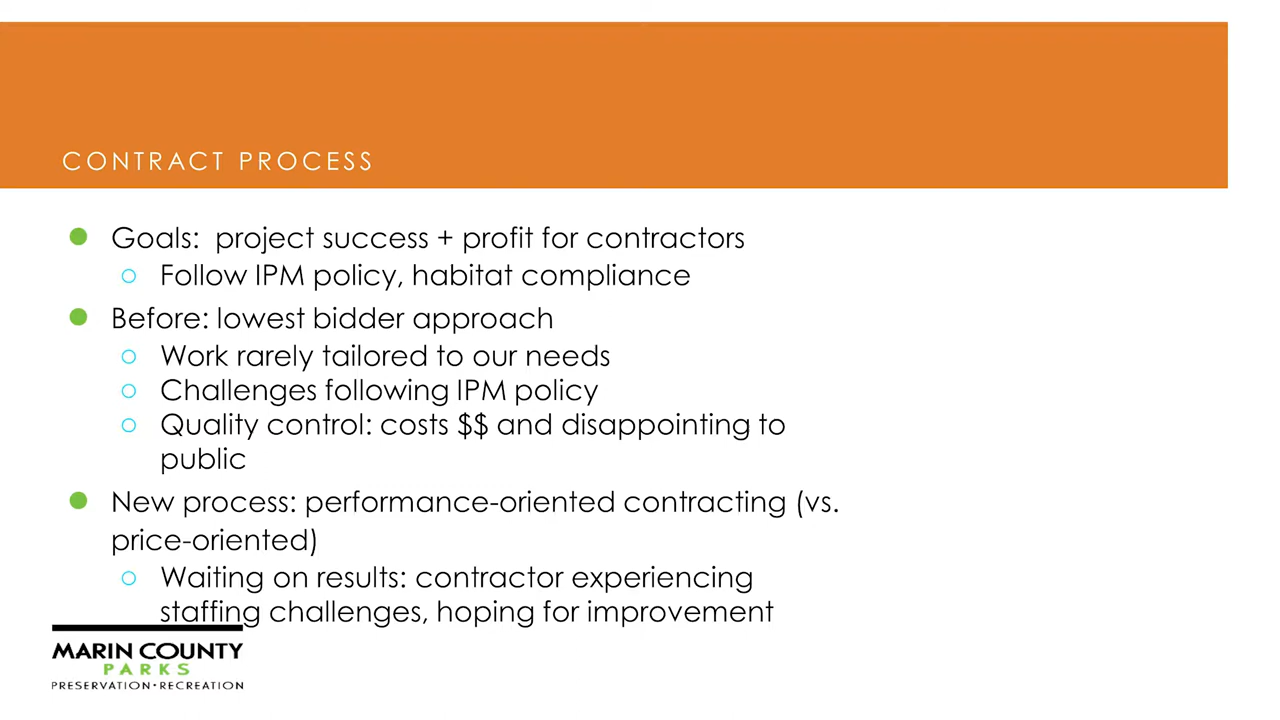 CONTRACT PROCESS
Goals:  project success + profit for contractors
Follow IPM policy, habitat compliance
Before: lowest bidder approach
Work rarely tailored to our needs
Challenges following IPM policy
Quality control: costs $$ and disappointing to
public
New process: performance-oriented contracting (vs.
price-oriented)
Waiting on results: contractor experiencing
staffing challenges, hoping for improvement
MARIN COUNTY
PARKS
PRESERVATION·RECREATION